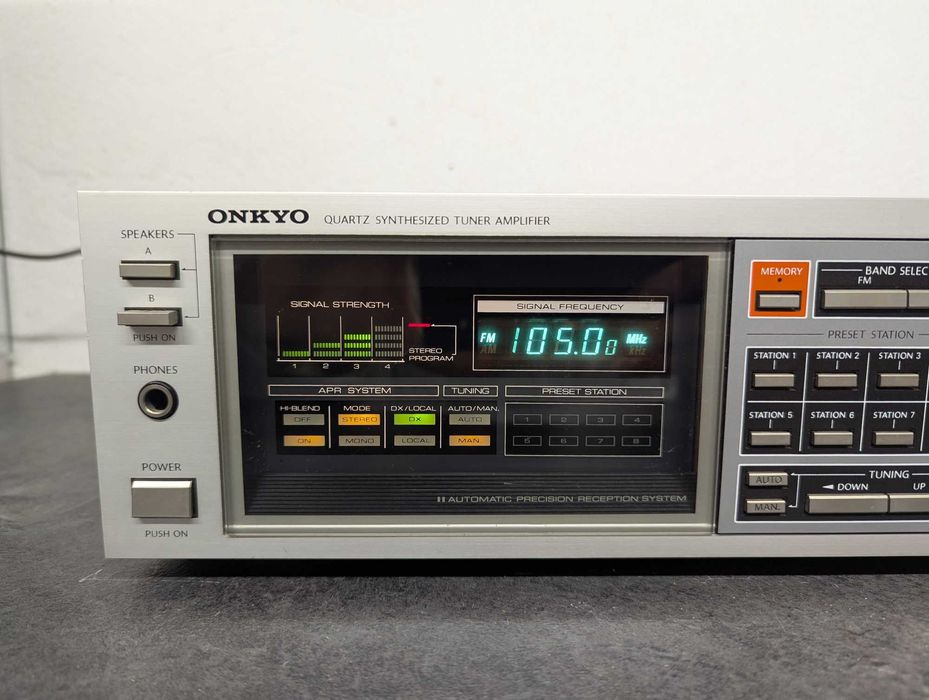 ONKYO QUARTZ SYNTHESIZED TUNER AMPLIFIER
SPEAKERS
A
B
PUSH ON
PHONES
POWER
PUSH ON
SIGNAL STRENGTH
1 2 3 4
STEREO
PROGRAM
SIGNAL FREQUENCY
FM 105.00 MHz
AM kHz
APR SYSTEM TUNING
HI-BLEND MODE DX/LOCAL AUTO/MAN.
OFF STEREO DX AUTO
ON MONO LOCAL MAN.
PRESET STATION
1 2 3 4
5 6 7 8
AUTOMATIC PRECISION RECEPTION SYSTEM
MEMORY
BAND SELEC
FM
PRESET STATION
STATION 1 STATION 2 STATION 3
STATION 5 STATION 6 STATION 7
TUNING
AUTO
MAN.
DOWN UP